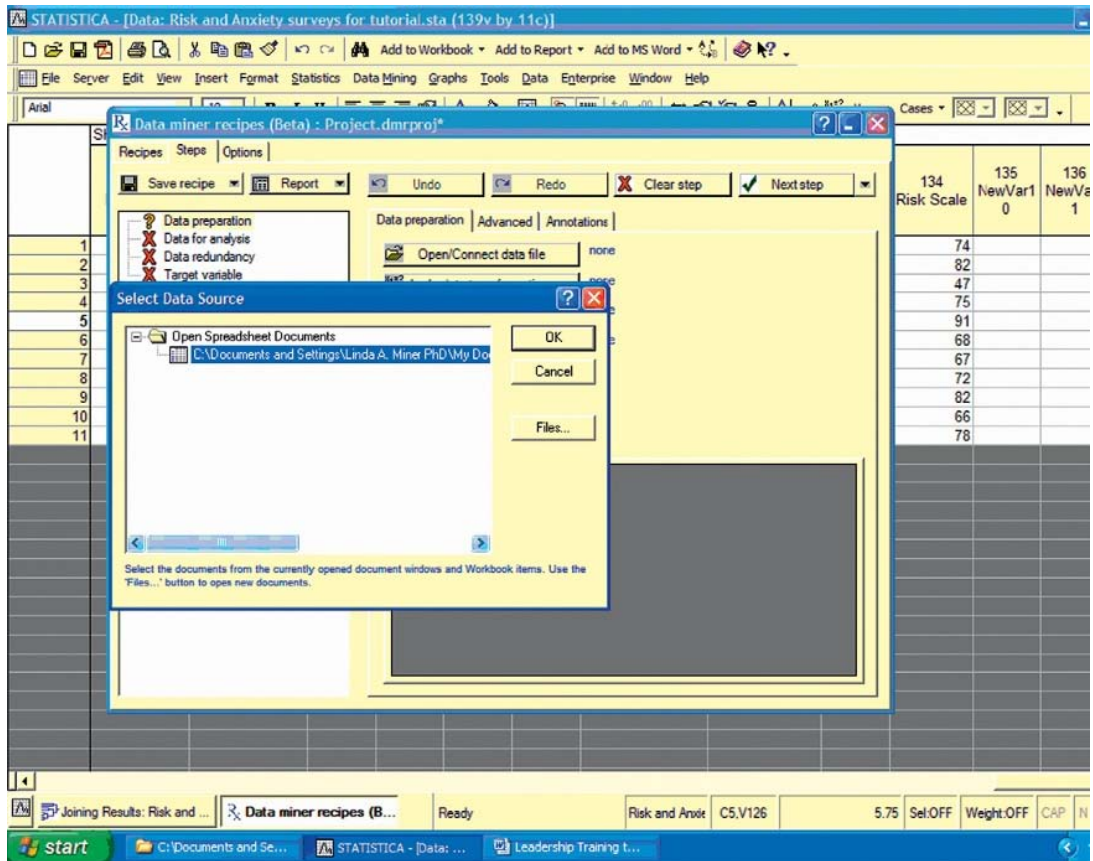 STATISTICA - [Data: Risk and Anxiety surveys for tutorial.sta (139v by 11c)]
Add to Workbook Add to Report Add to MS Word
File Server Edit View Insert Format Statistics Data Mining Graphs Tools Data Enterprise Window Help
Arial Cases
Data miner recipes (Beta) : Project.dmrproj*
Recipes Steps Options
Save recipe Report Undo Redo Clear step Next step
Data preparation
Data for analysis
Data redundancy
Target variable
Data preparation Advanced Annotations
Open/Connect data file none
none
Select Data Source
Open Spreadsheet Documents
C:\Documents and Settings\Linda A. Miner PhD\My Do
OK
Cancel
Files...
Select the documents from the currently opened document windows and Workbook items. Use the
'Files...' button to open new documents.
134
Risk Scale
135
NewVar1
0
136
NewVa
1
1 74
2 82
3 47
4 75
5 91
6 68
7 67
8 72
9 82
10 66
11 78
Joining Results: Risk and ... Data miner recipes (B... Ready Risk and Anxie C5,V126 5.75 Sel:OFF Weight:OFF CAP N
start C:\Documents and Se... STATISTICA - [Data: ... Leadership Training t...